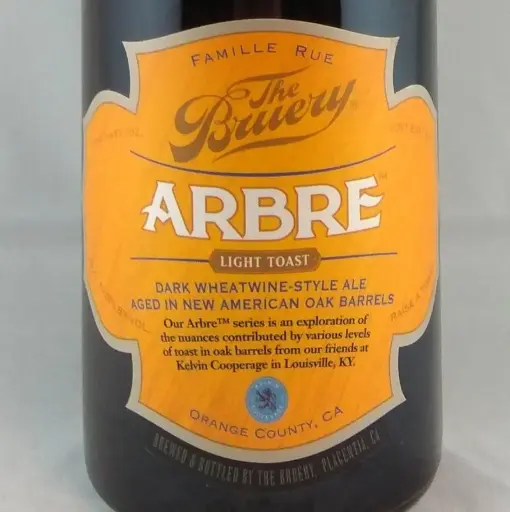 FAMILLE RUE
The
Bruery®
ARBRE™
LIGHT TOAST
DARK WHEATWINE-STYLE ALE
AGED IN NEW AMERICAN OAK BARRELS
Our Arbre™ series is an exploration of
the nuances contributed by various levels
of toast in oak barrels from our friends at
Kelvin Cooperage in Louisville, KY.
ORANGE COUNTY, CA
BREWED & BOTTLED BY THE BRUERY, PLACENTIA, CA